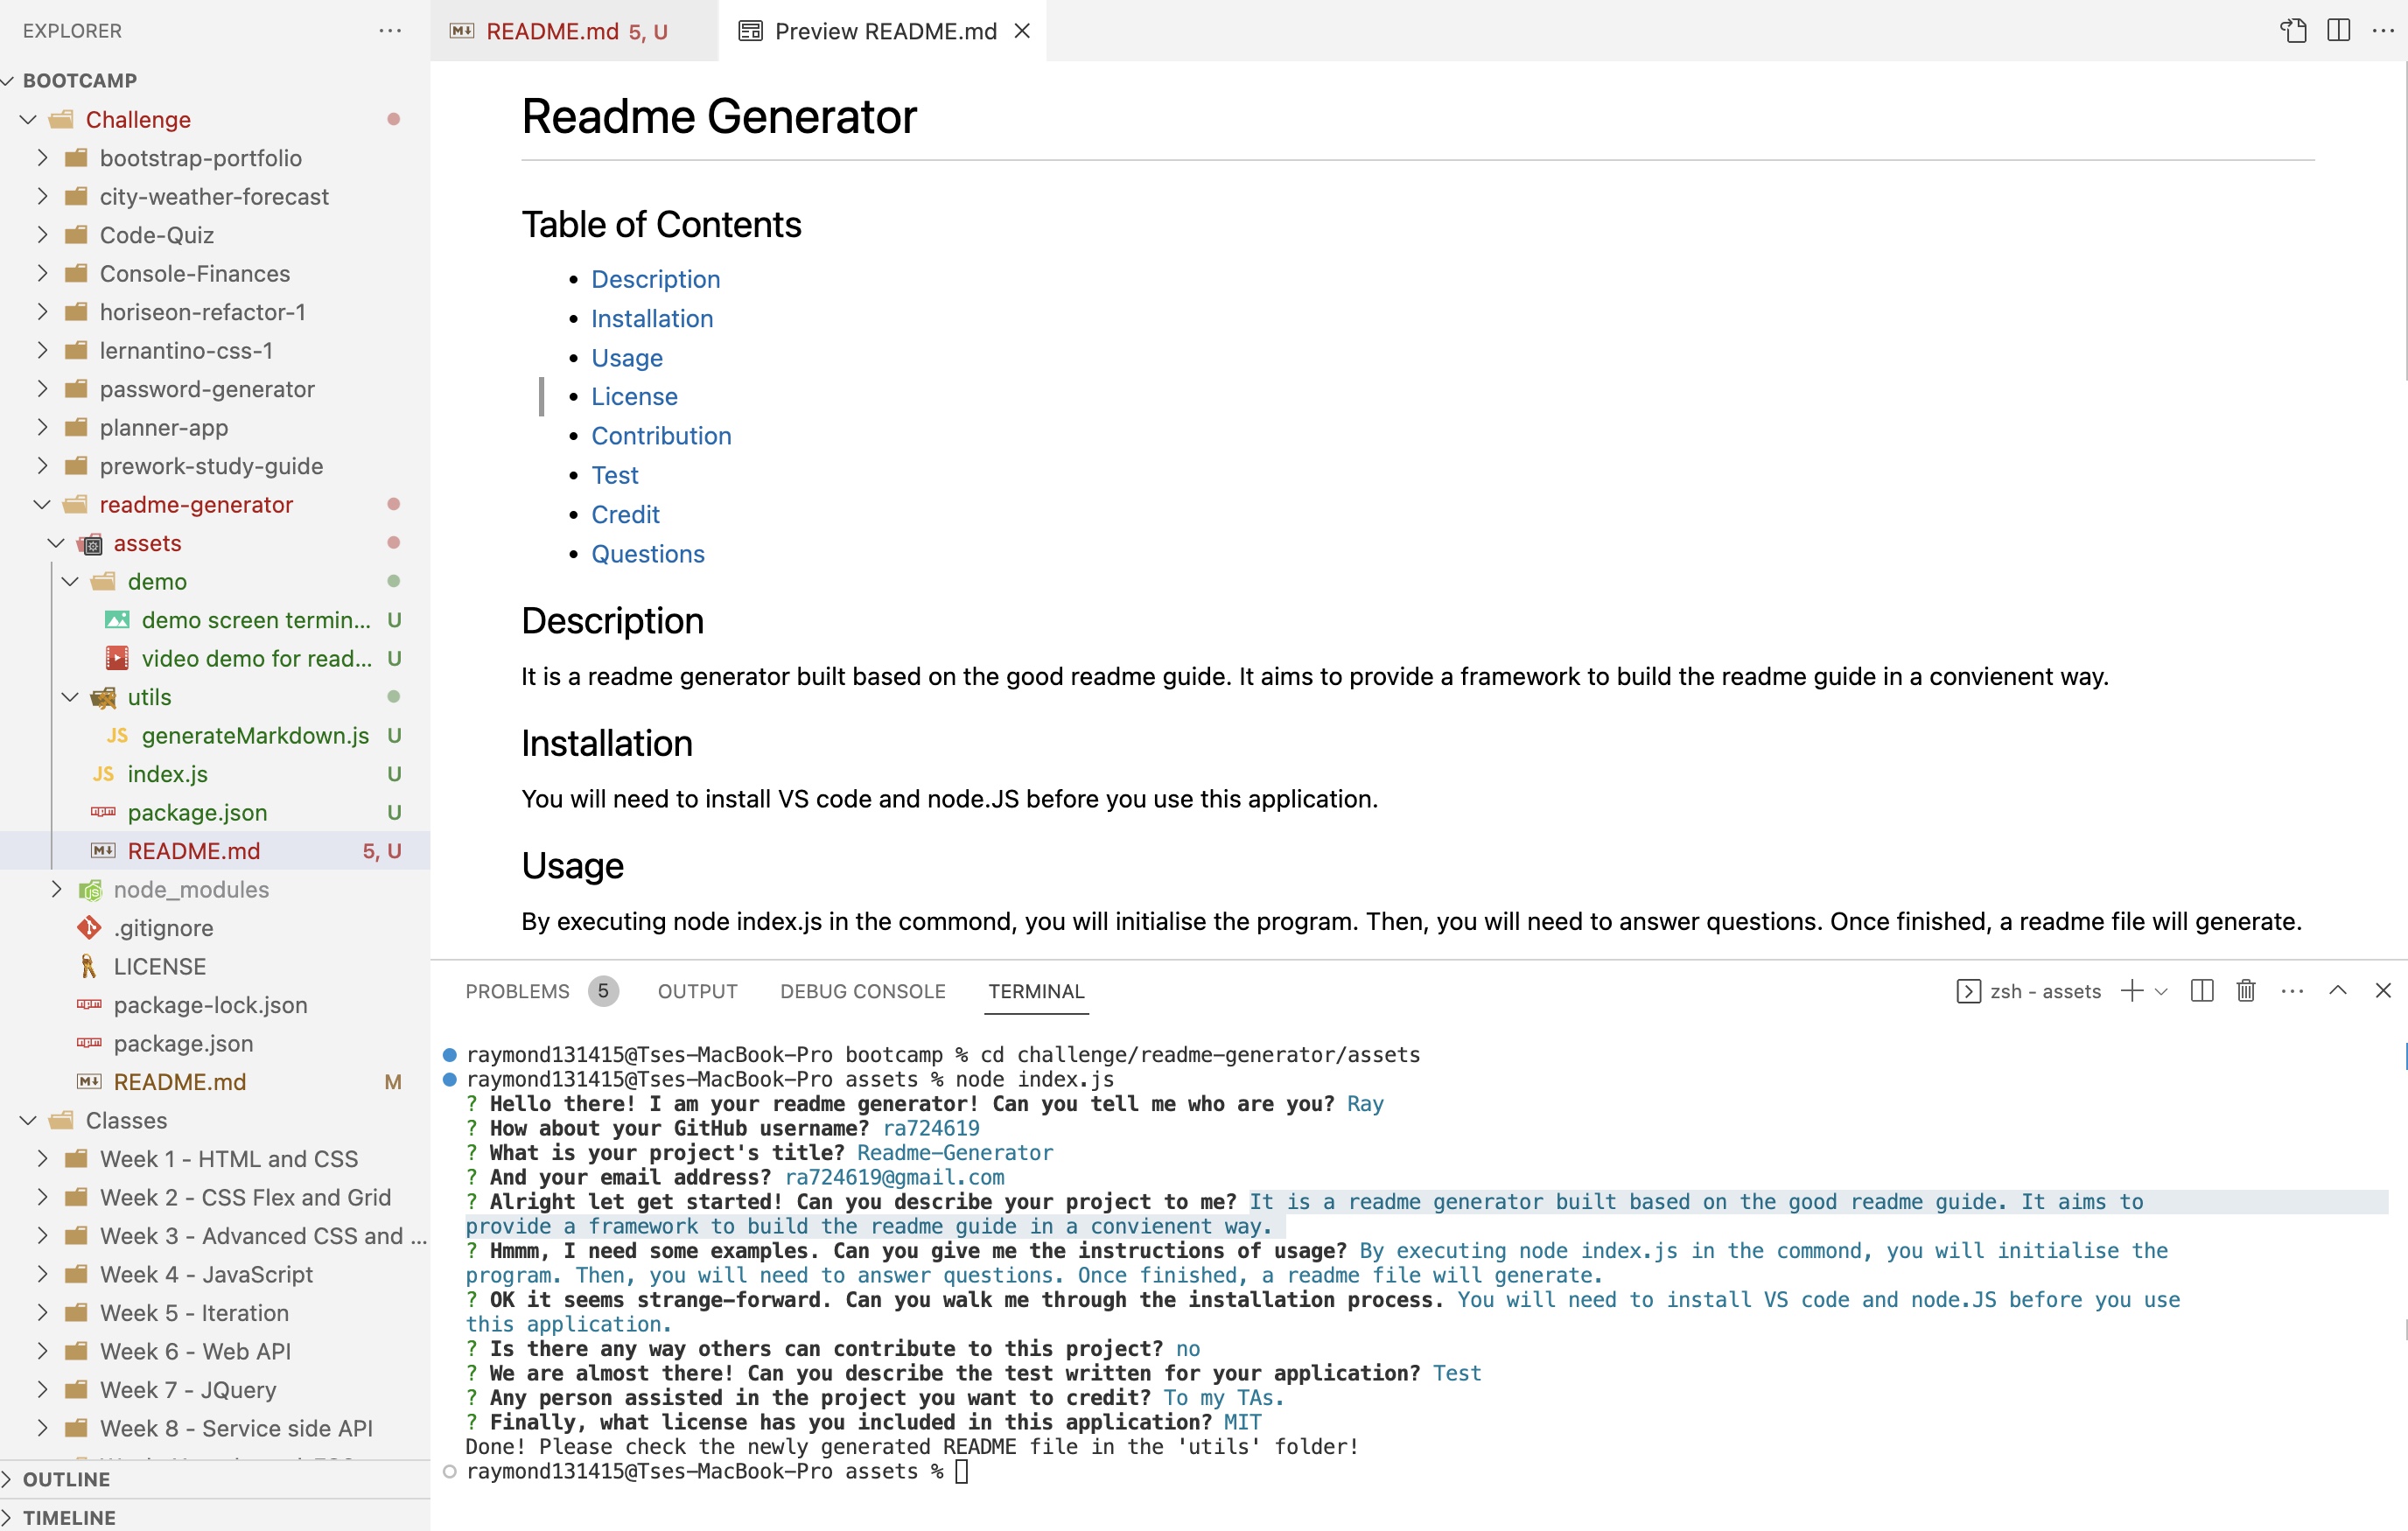 EXPLORER
BOOTCAMP
Challenge
bootstrap-portfolio
city-weather-forecast
Code-Quiz
Console-Finances
horiseon-refactor-1
lernantino-css-1
password-generator
planner-app
prework-study-guide
readme-generator
assets
demo
demo screen termin... U
video demo for read... U
utils
JS generateMarkdown.js U
JS index.js U
package.json U
README.md 5, U
node_modules
.gitignore
LICENSE
package-lock.json
package.json
README.md M
Classes
Week 1 - HTML and CSS
Week 2 - CSS Flex and Grid
Week 3 - Advanced CSS and ...
Week 4 - JavaScript
Week 5 - Iteration
Week 6 - Web API
Week 7 - JQuery
Week 8 - Service side API
OUTLINE
TIMELINE
README.md 5, U
Preview README.md
Readme Generator
Table of Contents
• Description
• Installation
• Usage
• License
• Contribution
• Test
• Credit
• Questions
Description
It is a readme generator built based on the good readme guide. It aims to provide a framework to build the readme guide in a convienent way.
Installation
You will need to install VS code and node.JS before you use this application.
Usage
By executing node index.js in the commond, you will initialise the program. Then, you will need to answer questions. Once finished, a readme file will generate.
PROBLEMS 5 OUTPUT DEBUG CONSOLE TERMINAL
zsh - assets
raymond131415@Tses-MacBook-Pro bootcamp % cd challenge/readme-generator/assets
raymond131415@Tses-MacBook-Pro assets % node index.js
? Hello there! I am your readme generator! Can you tell me who are you? Ray
? How about your GitHub username? ra724619
? What is your project's title? Readme-Generator
? And your email address? ra724619@gmail.com
? Alright let get started! Can you describe your project to me? It is a readme generator built based on the good readme guide. It aims to
provide a framework to build the readme guide in a convienent way.
? Hmmm, I need some examples. Can you give me the instructions of usage? By executing node index.js in the commond, you will initialise the
program. Then, you will need to answer questions. Once finished, a readme file will generate.
? OK it seems strange-forward. Can you walk me through the installation process. You will need to install VS code and node.JS before you use
this application.
? Is there any way others can contribute to this project? no
? We are almost there! Can you describe the test written for your application? Test
? Any person assisted in the project you want to credit? To my TAs.
? Finally, what license has you included in this application? MIT
Done! Please check the newly generated README file in the 'utils' folder!
raymond131415@Tses-MacBook-Pro assets %